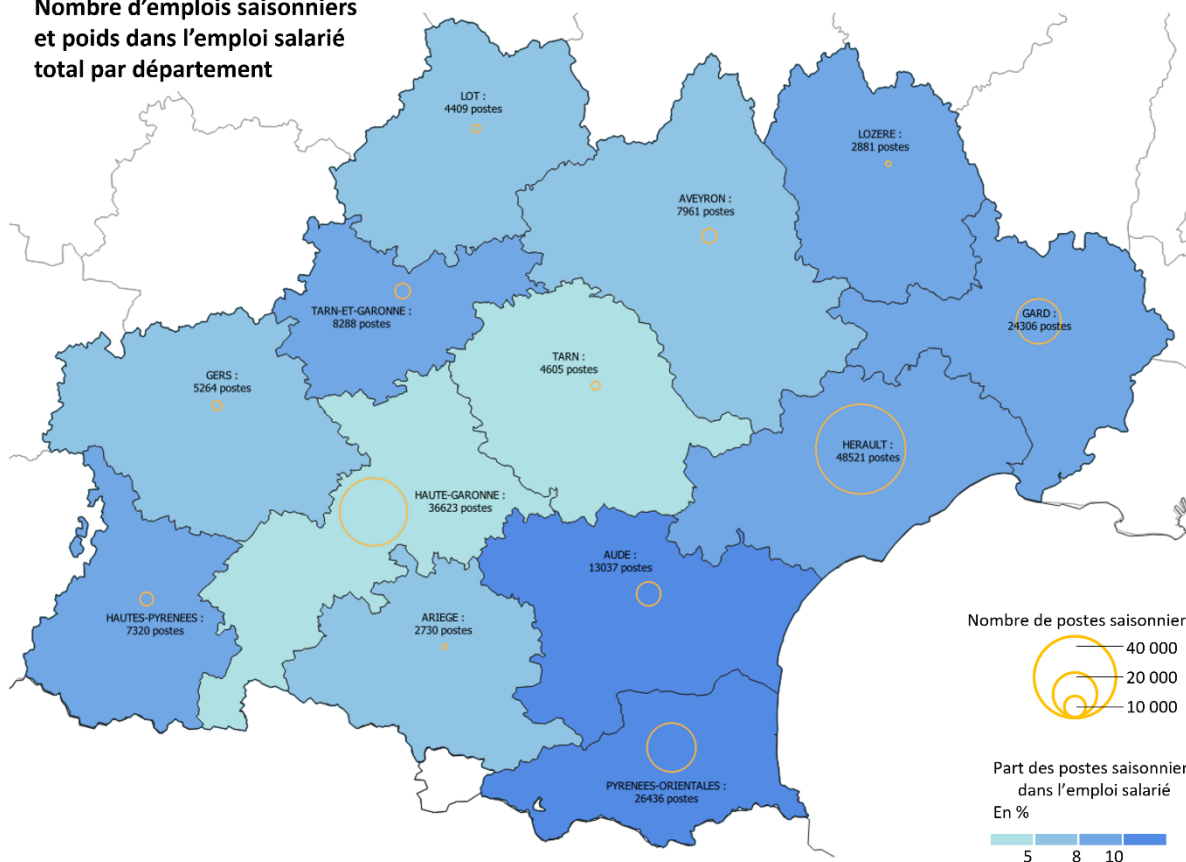 Nombre d’emplois saisonniers
et poids dans l’emploi salarié
total par département
LOT :
4409 postes
LOZERE :
2881 postes
AVEYRON :
7961 postes
TARN-ET-GARONNE :
8288 postes
GARD :
24306 postes
TARN :
4605 postes
GERS :
5264 postes
HERAULT :
48521 postes
HAUTE-GARONNE :
36623 postes
AUDE :
13037 postes
HAUTES-PYRENEES :
7320 postes
ARIEGE :
2730 postes
PYRENEES-ORIENTALES :
26436 postes
Nombre de postes saisonnier
40 000
20 000
10 000
Part des postes saisonnier
dans l’emploi salarié
En %
5 8 10